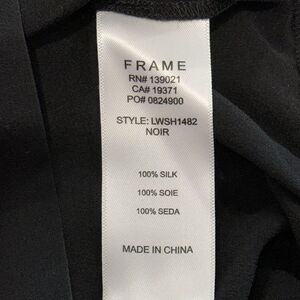 FRAME
RN# 139021
CA# 19371
PO# 0824900
STYLE: LWSH1482
NOIR
100% SILK
100% SOIE
100% SEDA
MADE IN CHINA